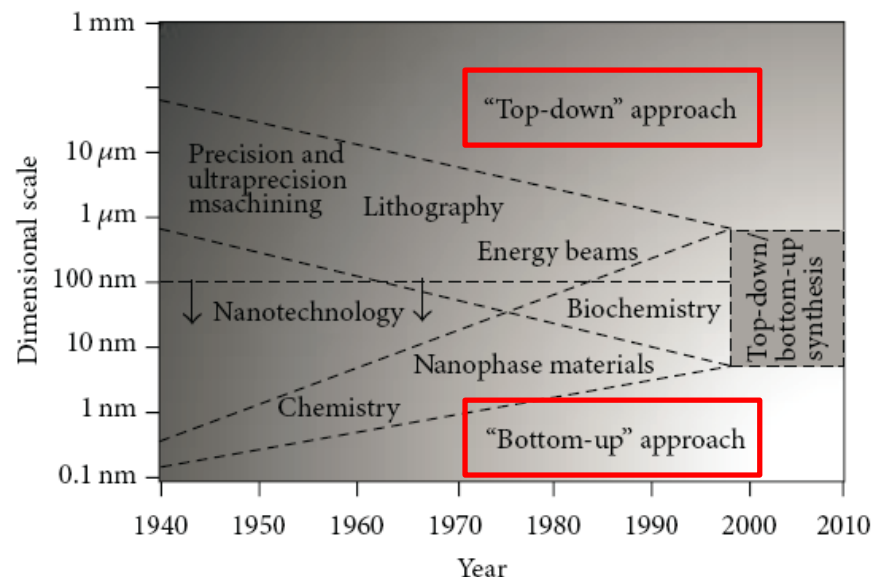 1 mm
10 μm
1 μm
100 nm
10 nm
1 nm
0.1 nm
Dimensional scale
“Top-down” approach
Precision and
ultraprecision
msachining
Lithography
Energy beams
Nanotechnology
Biochemistry
Nanophase materials
Chemistry
“Bottom-up” approach
Top-down/
bottom-up
synthesis
1940 1950 1960 1970 1980 1990 2000 2010
Year